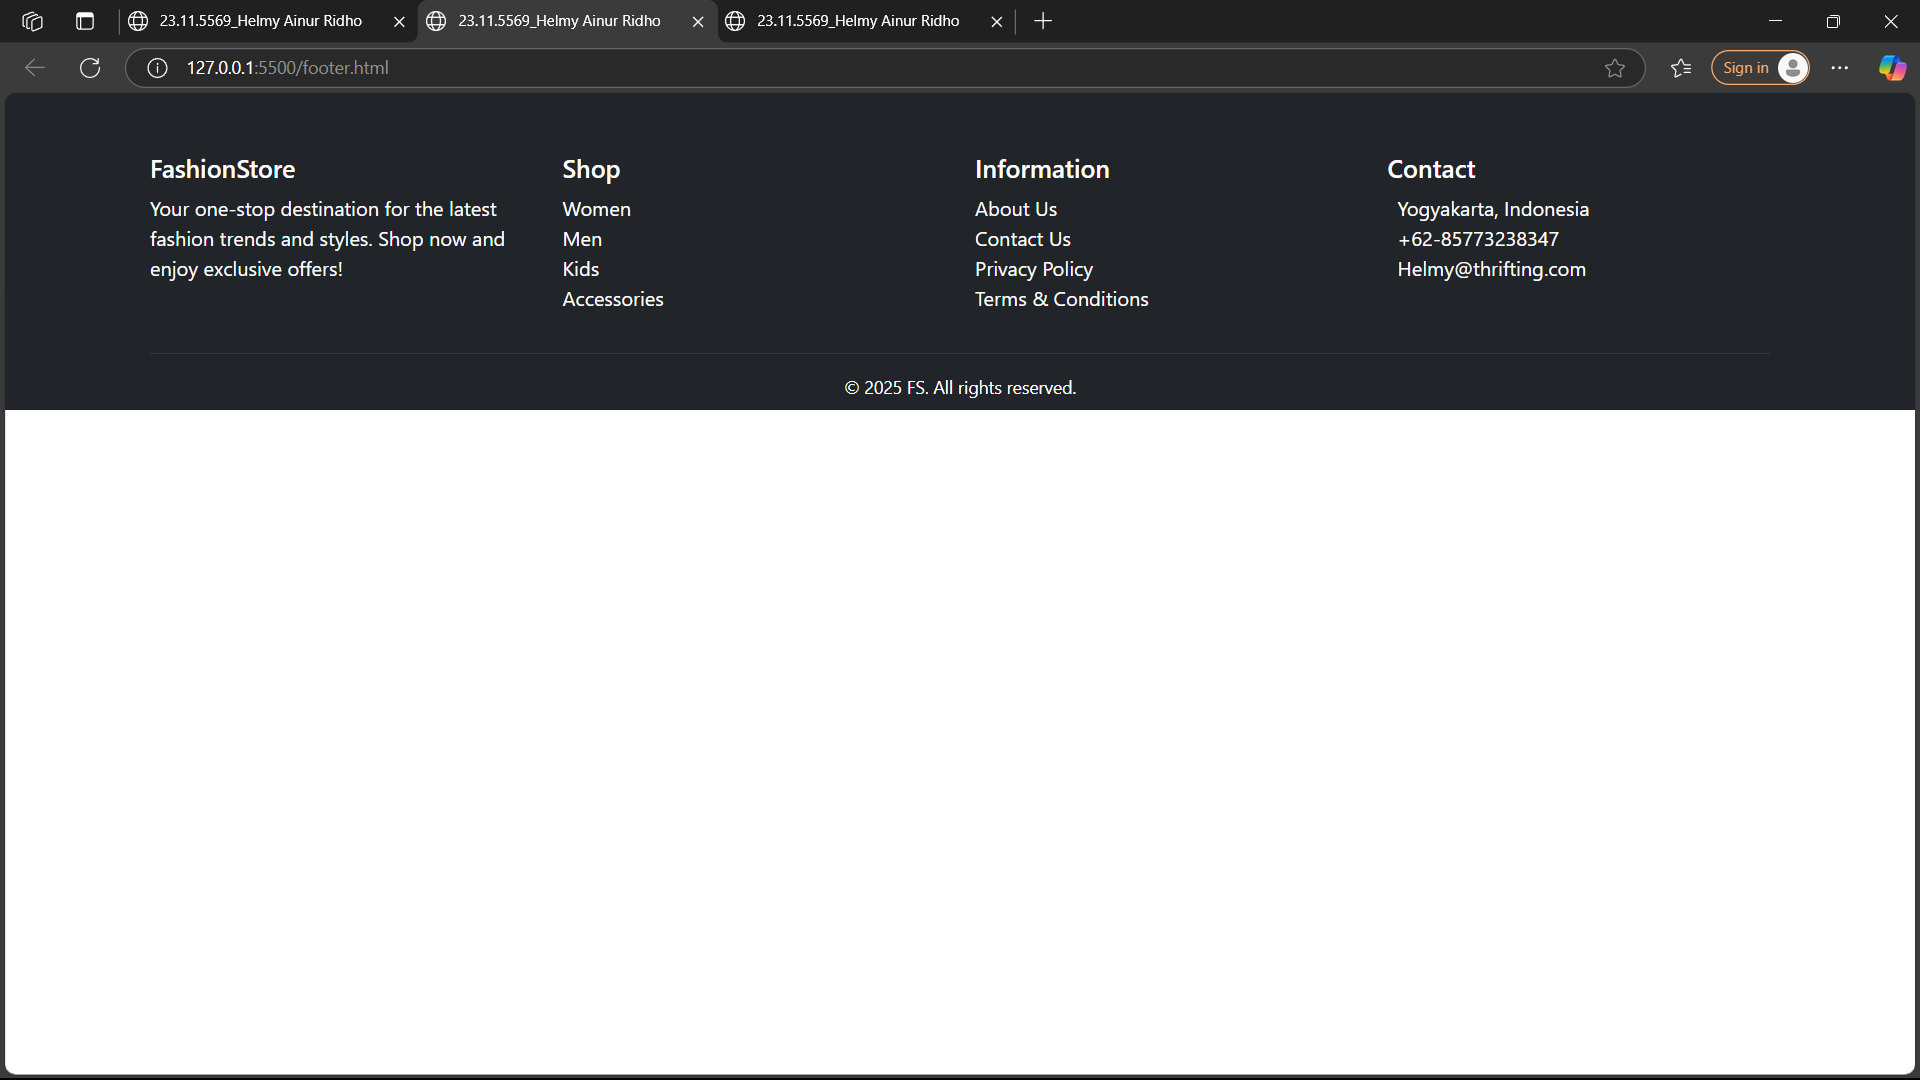 23.11.5569_Helmy Ainur Ridho
23.11.5569_Helmy Ainur Ridho
23.11.5569_Helmy Ainur Ridho
127.0.0.1:5500/footer.html
Sign in
FashionStore
Your one-stop destination for the latest
fashion trends and styles. Shop now and
enjoy exclusive offers!
Shop
Women
Men
Kids
Accessories
Information
About Us
Contact Us
Privacy Policy
Terms & Conditions
Contact
Yogyakarta, Indonesia
+62-85773238347
Helmy@thrifting.com
© 2025 FS. All rights reserved.